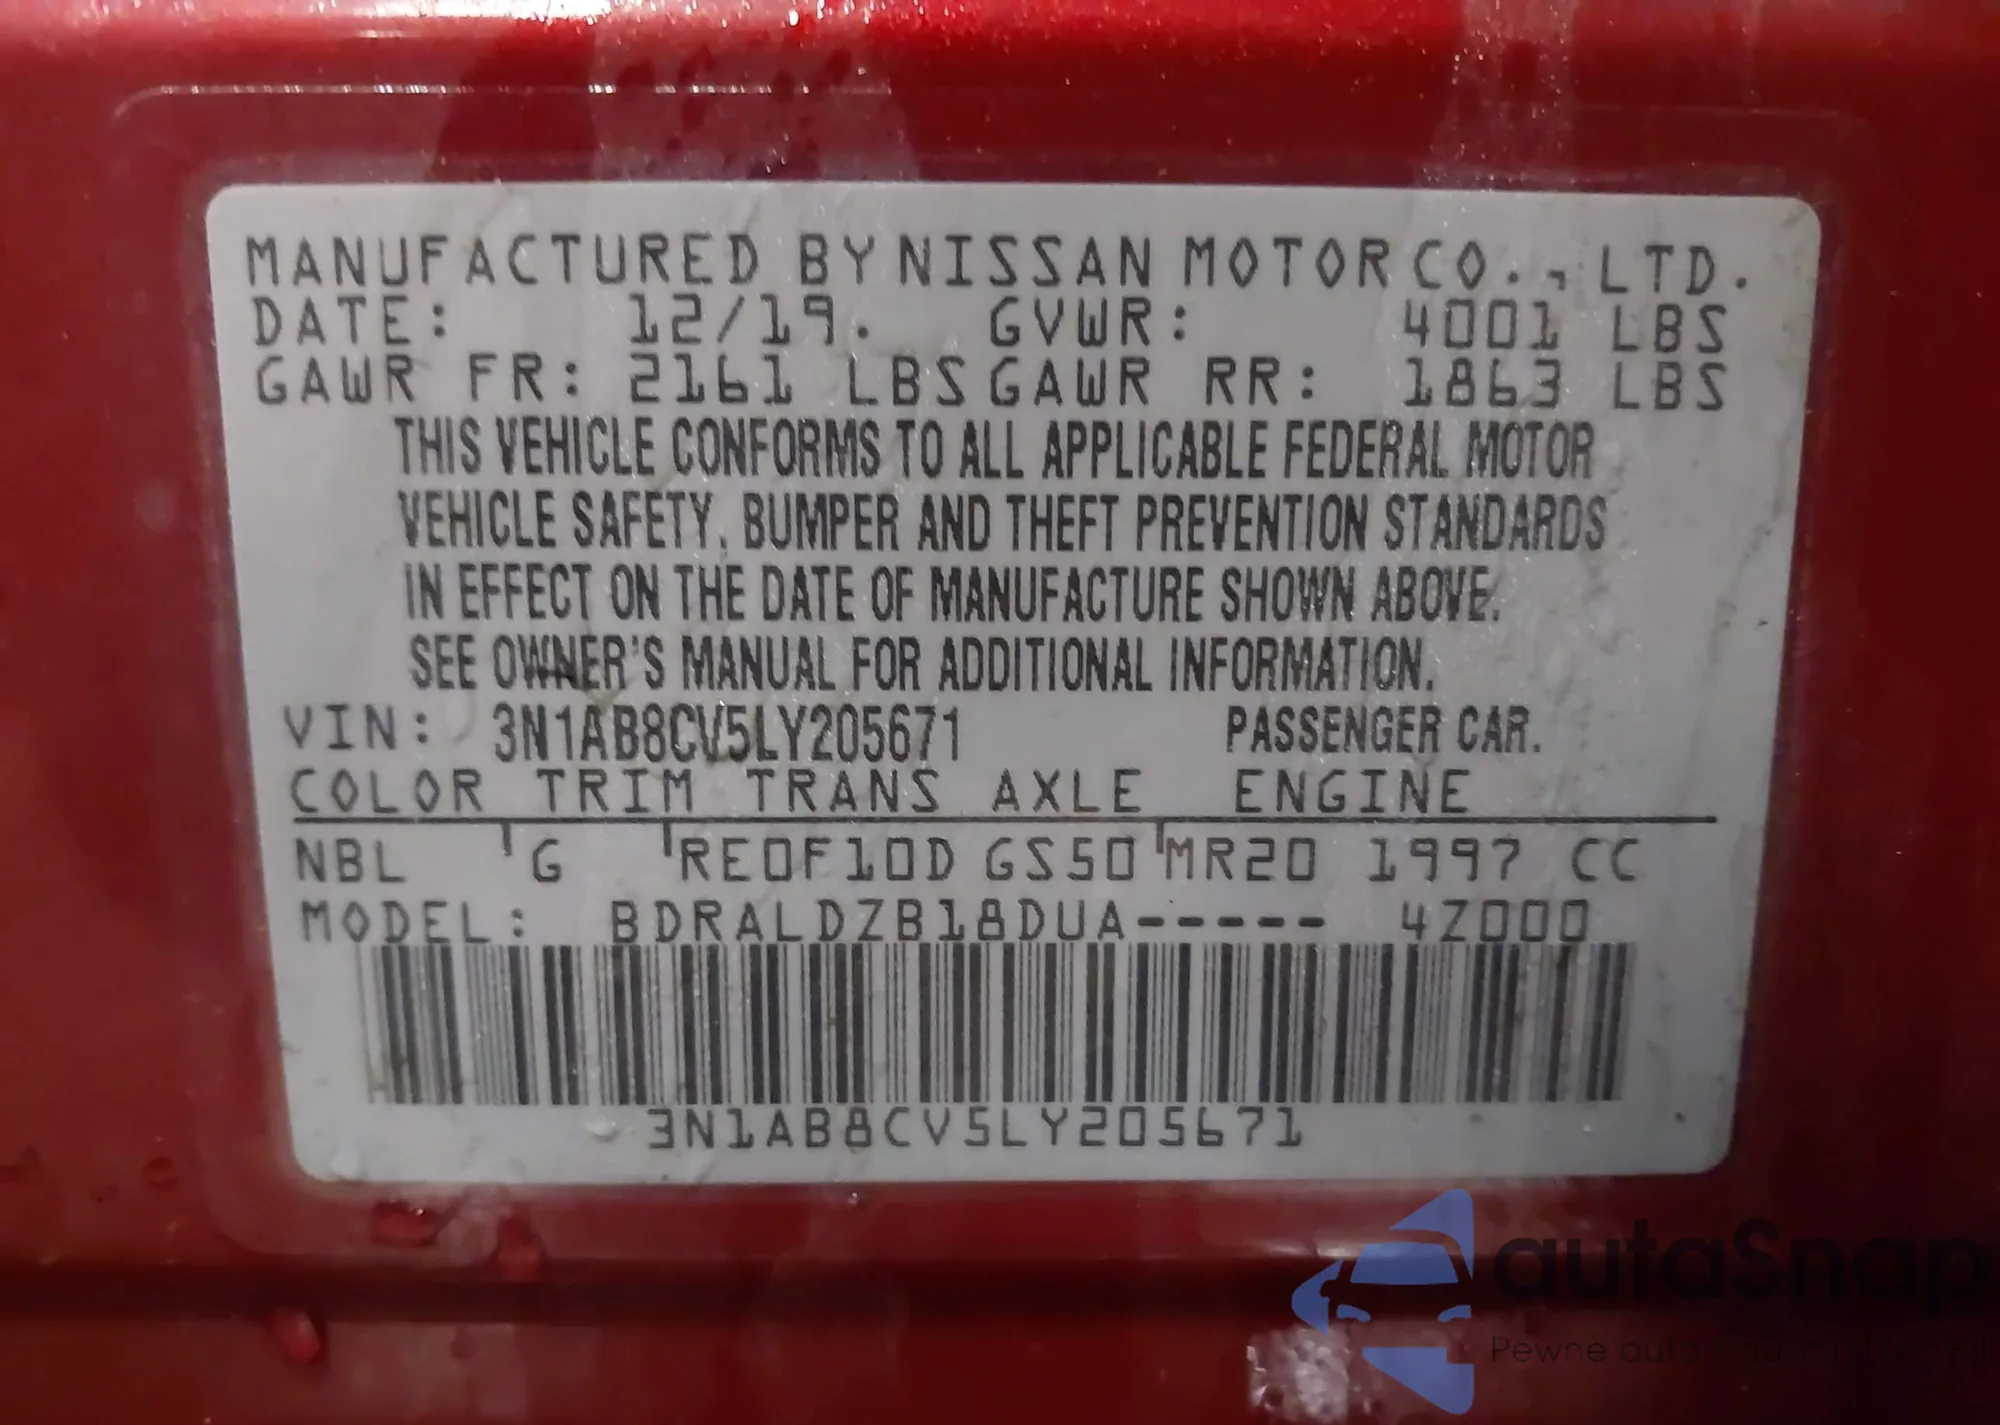 MANUFACTURED BY NISSAN MOTOR CO., LTD.
DATE: 12/19. GVWR: 4001 LBS
GAWR FR: 2161 LBS GAWR RR: 1863 LBS
THIS VEHICLE CONFORMS TO ALL APPLICABLE FEDERAL MOTOR
VEHICLE SAFETY, BUMPER AND THEFT PREVENTION STANDARDS
IN EFFECT ON THE DATE OF MANUFACTURE SHOWN ABOVE.
SEE OWNER'S MANUAL FOR ADDITIONAL INFORMATION.
VIN: 3N1AB8CV5LY205671 PASSENGER CAR.
COLOR TRIM TRANS AXLE ENGINE
NBL G RE0F10D GS50 MR20 1997 CC
MODEL: BDRALDZB18DUA----- 4Z000
3N1AB8CV5LY205671
autaSnap
Pewne auta